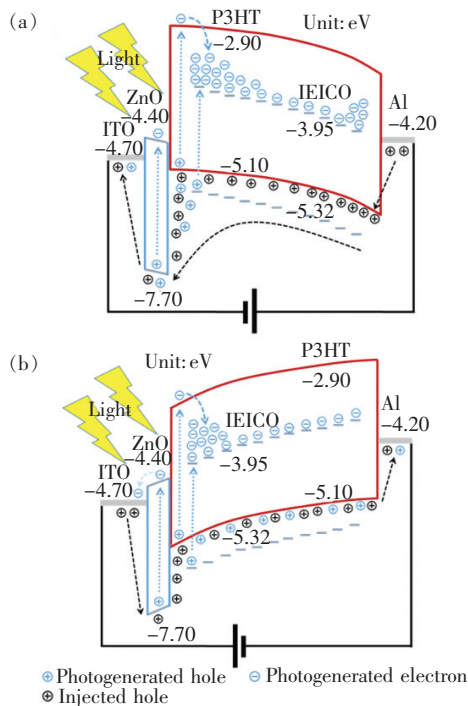 (a)
P3HT
Unit: eV
−2.90
Light
ZnO
−4.40
IEICO
Al
ITO
−4.70
−3.95
−4.20
−5.10
−5.32
−7.70
(b)
Unit: eV
P3HT
−2.90
Light
Al
ZnO
−4.40
IEICO
−4.20
ITO
−4.70
−3.95
−5.10
−5.32
−7.70
⊕ Photogenerated hole ⊖ Photogenerated electron
⊕ Injected hole